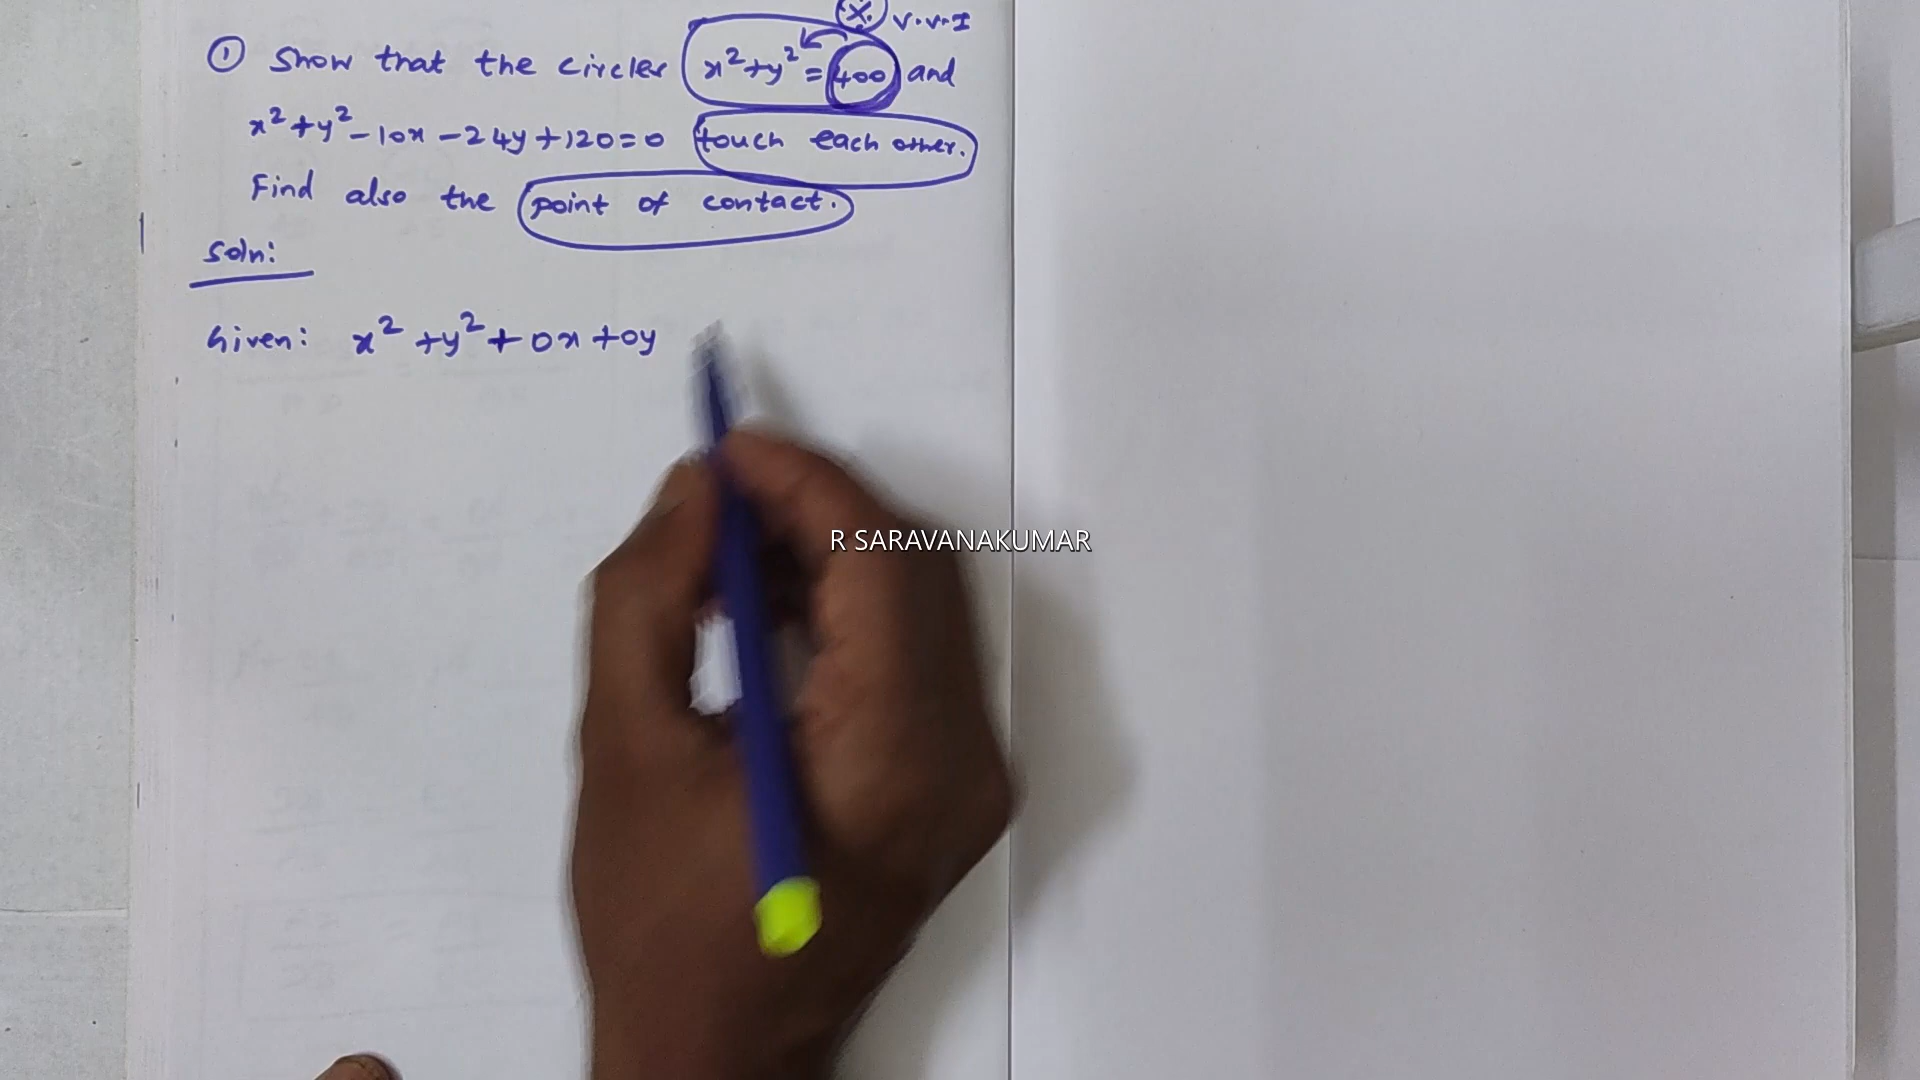 (X.) V.V.I
① Show that the circles x²+y²=400 and
x²+y²-10x-24y+120=0 touch each other.
Find also the point of contact.
Soln:
Given: x²+y²+0x+0y
R SARAVANAKUMAR